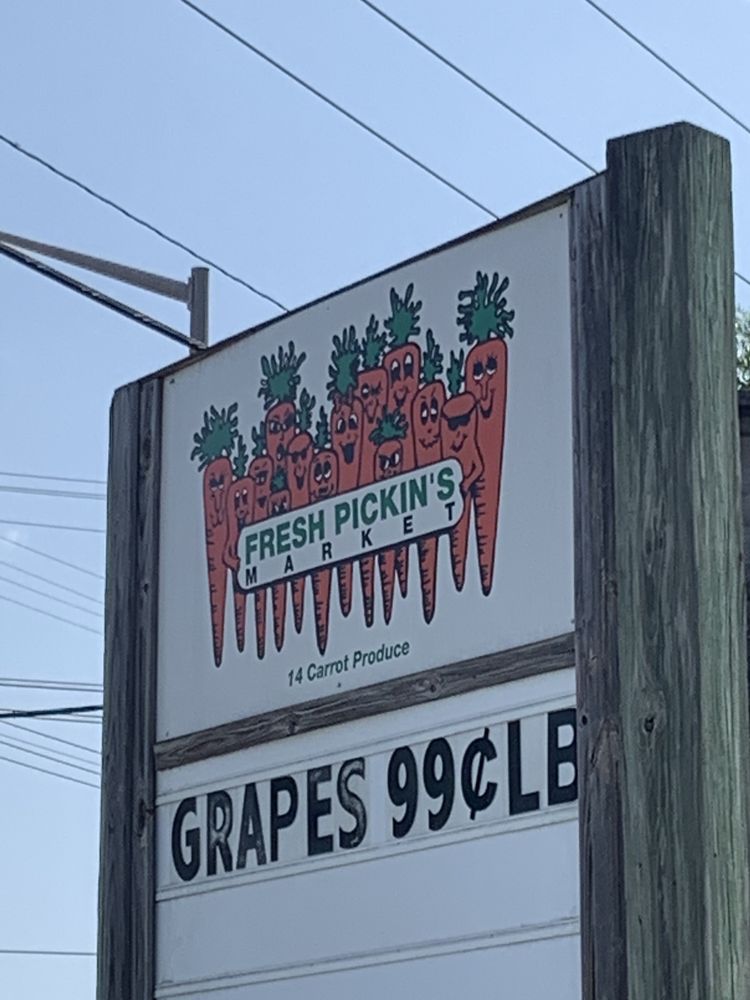 FRESH PICKIN'S
MARKET
14 Carrot Produce
GRAPES 99¢LB